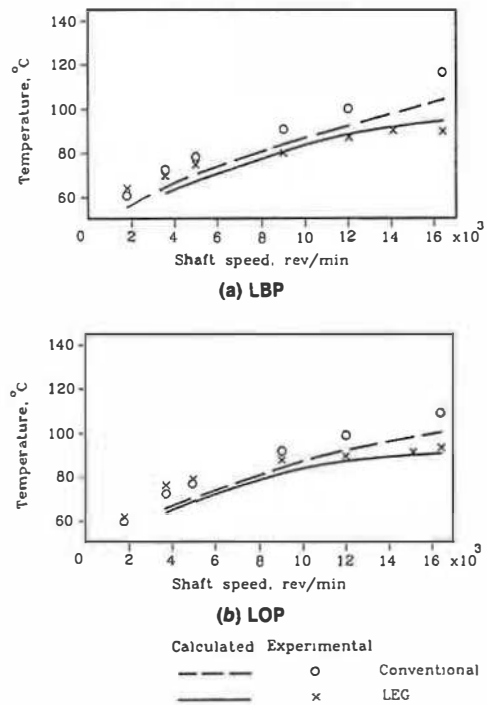 140
120
100
80
60
Temperature, °C
0 2 4 6 8 10 12 14 16 ×10³
Shaft speed, rev/min
(a) LBP
140
120
100
80
60
Temperature, °C
0 2 4 6 8 10 12 14 16 ×10³
Shaft speed, rev/min
(b) LOP
Calculated Experimental
Conventional
LEG